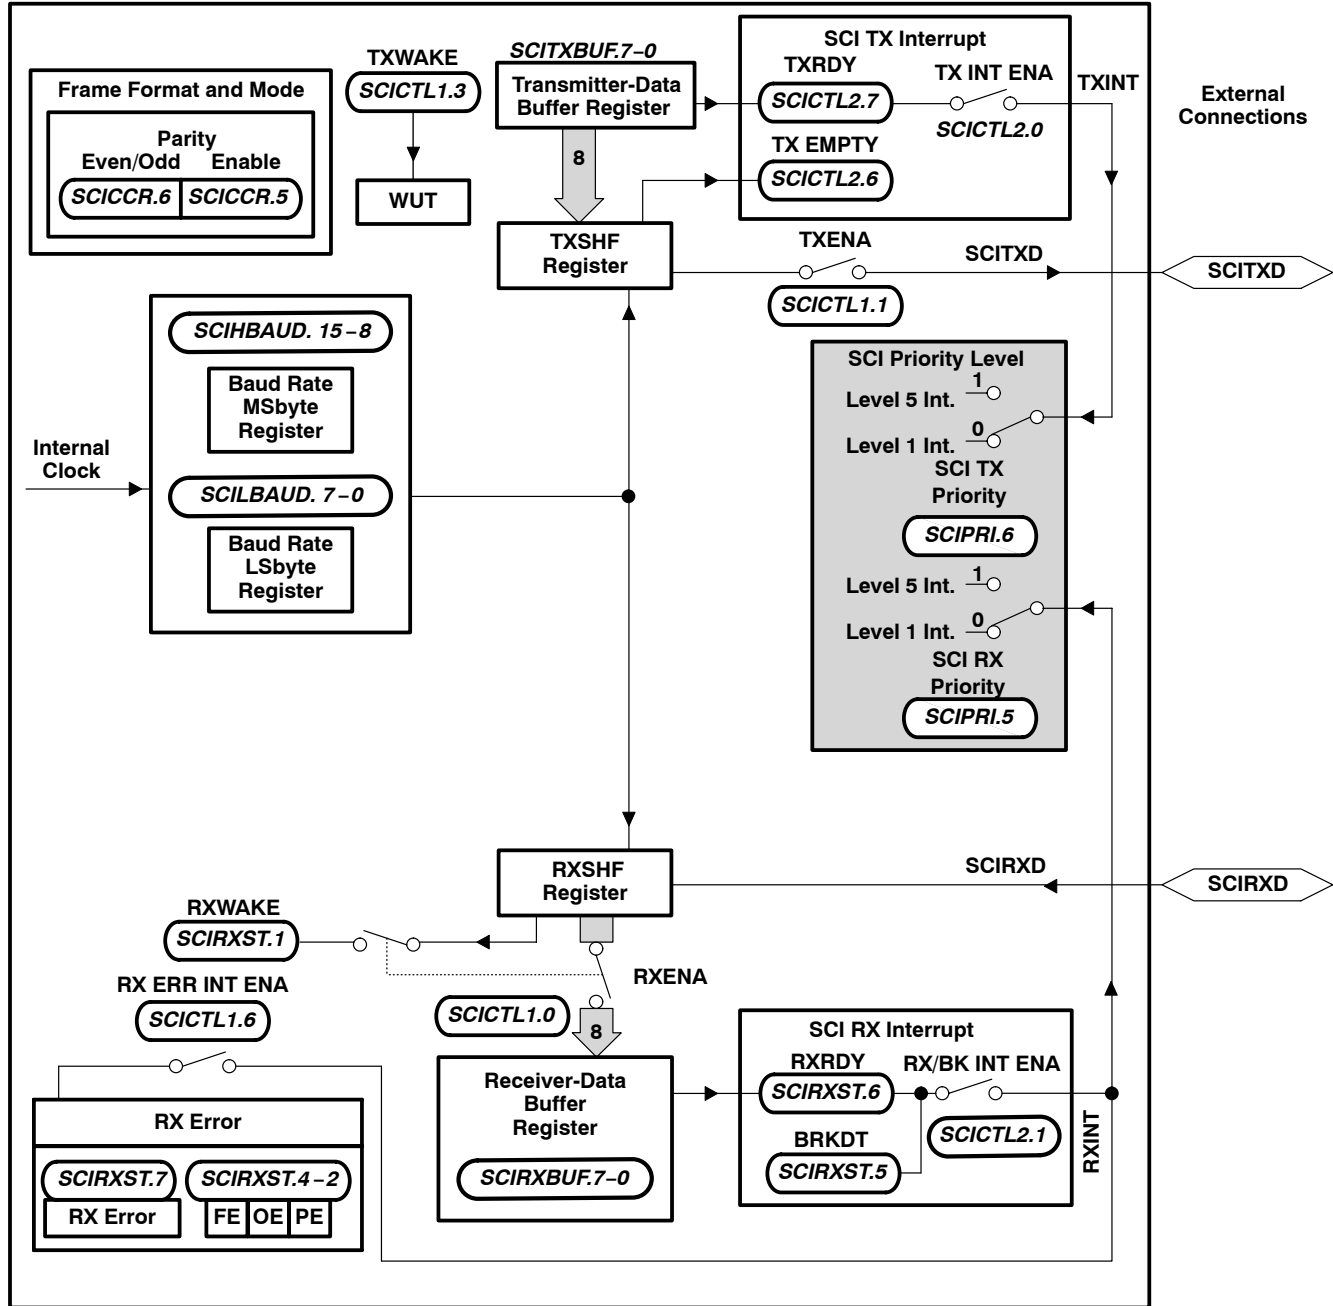 Frame Format and Mode
Parity
Even/Odd Enable
SCICCR.6 SCICCR.5
TXWAKE
SCICTL1.3
WUT
SCITXBUF.7–0
Transmitter-Data
Buffer Register
8
TXSHF
Register
SCI TX Interrupt
TXRDY
SCICTL2.7
TX INT ENA
SCICTL2.0
TX EMPTY
SCICTL2.6
TXINT
External
Connections
TXENA
SCICTL1.1
SCITXD
SCITXD
Internal
Clock
SCIHBAUD. 15–8
Baud Rate
MSbyte
Register
SCILBAUD. 7–0
Baud Rate
LSbyte
Register
SCI Priority Level
1
Level 5 Int.
0
Level 1 Int.
SCI TX
Priority
SCIPRI.6
1
Level 5 Int.
0
Level 1 Int.
SCI RX
Priority
SCIPRI.5
RXSHF
Register
SCIRXD
SCIRXD
RXWAKE
SCIRXST.1
RXENA
SCICTL1.0
8
RX ERR INT ENA
SCICTL1.6
RX Error
SCIRXST.7 SCIRXST.4–2
RX Error FE OE PE
Receiver-Data
Buffer
Register
SCIRXBUF.7–0
SCI RX Interrupt
RXRDY
SCIRXST.6
RX/BK INT ENA
SCICTL2.1
BRKDT
SCIRXST.5
RXINT